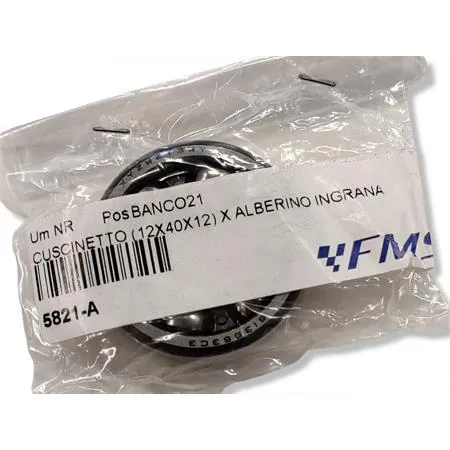 Um NR PosBANCO21
CUSCINETTO (12X40X12) X ALBERINO INGRANA
FMS
5821-A